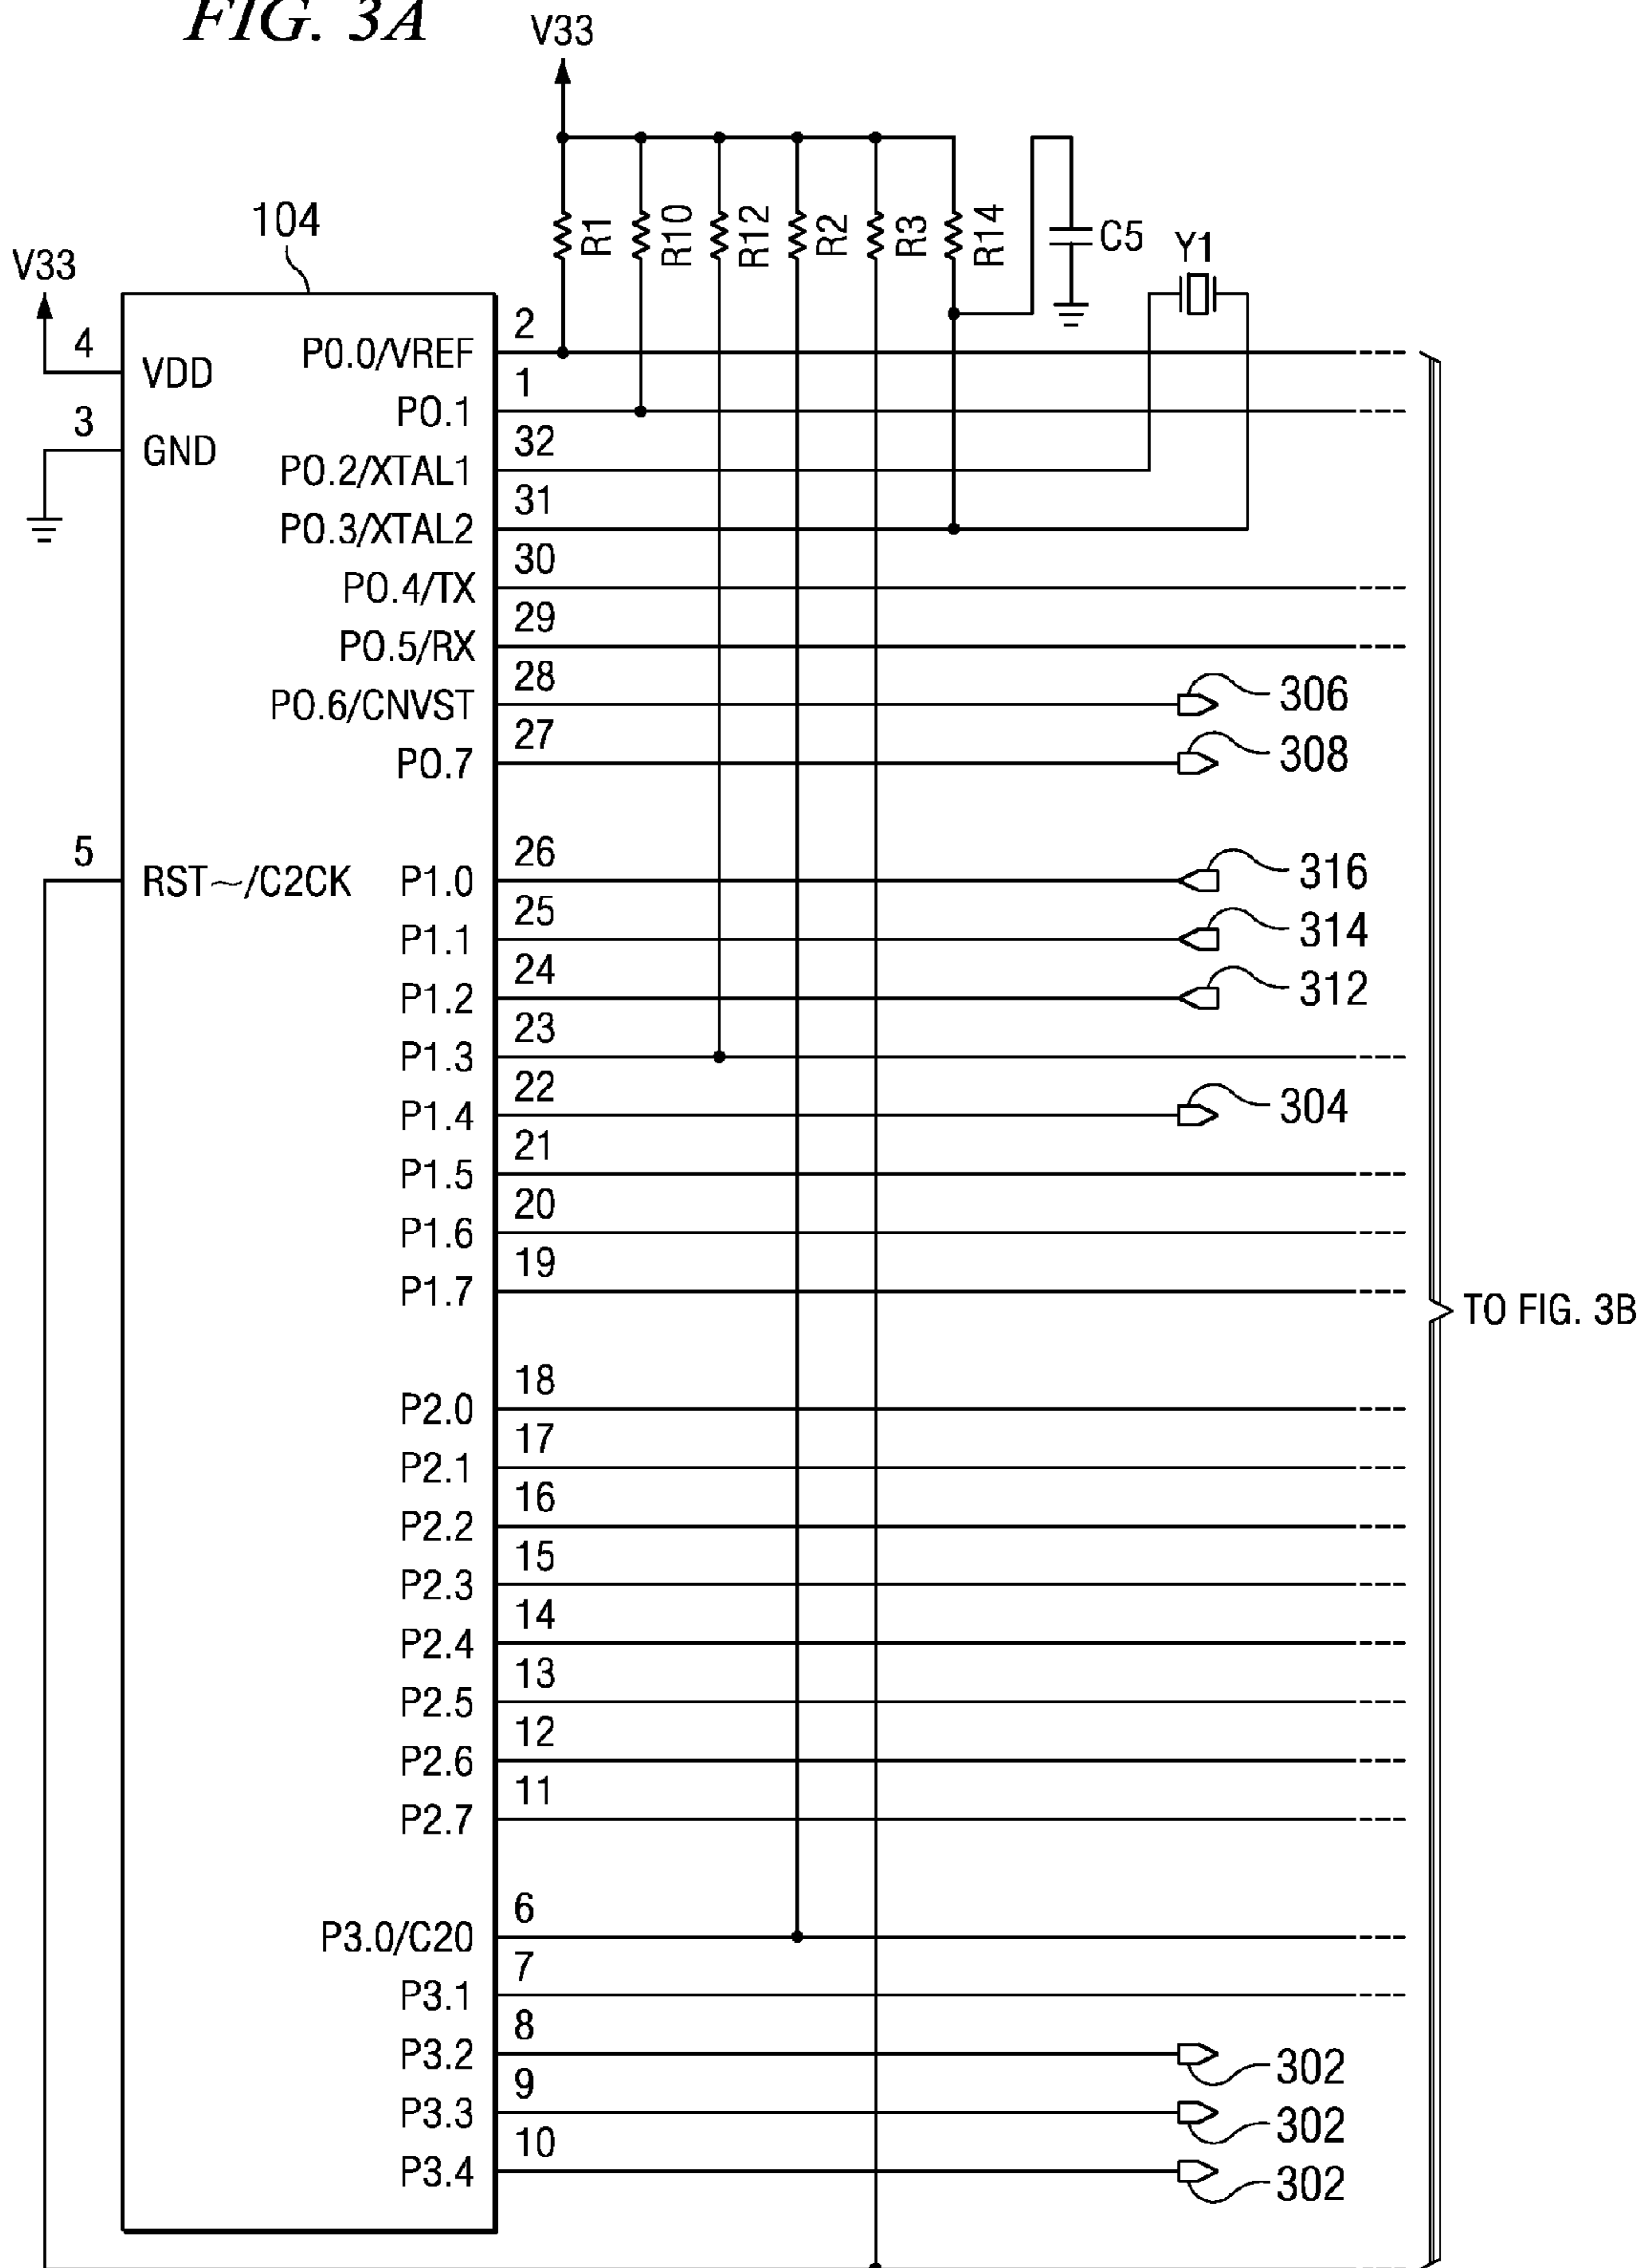 FIG. 3A
V33
R1
R10
R12
R2
R3
R14
C5
Y1
104
V33
4
VDD
3
GND
5
RST~/C2CK
P0.0/VREF 2
P0.1 1
P0.2/XTAL1 32
P0.3/XTAL2 31
P0.4/TX 30
P0.5/RX 29
P0.6/CNVST 28 306
P0.7 27 308
P1.0 26 316
P1.1 25 314
P1.2 24 312
P1.3 23
P1.4 22 304
P1.5 21
P1.6 20
P1.7 19
TO FIG. 3B
P2.0 18
P2.1 17
P2.2 16
P2.3 15
P2.4 14
P2.5 13
P2.6 12
P2.7 11
P3.0/C20 6
P3.1 7
P3.2 8 302
P3.3 9 302
P3.4 10 302